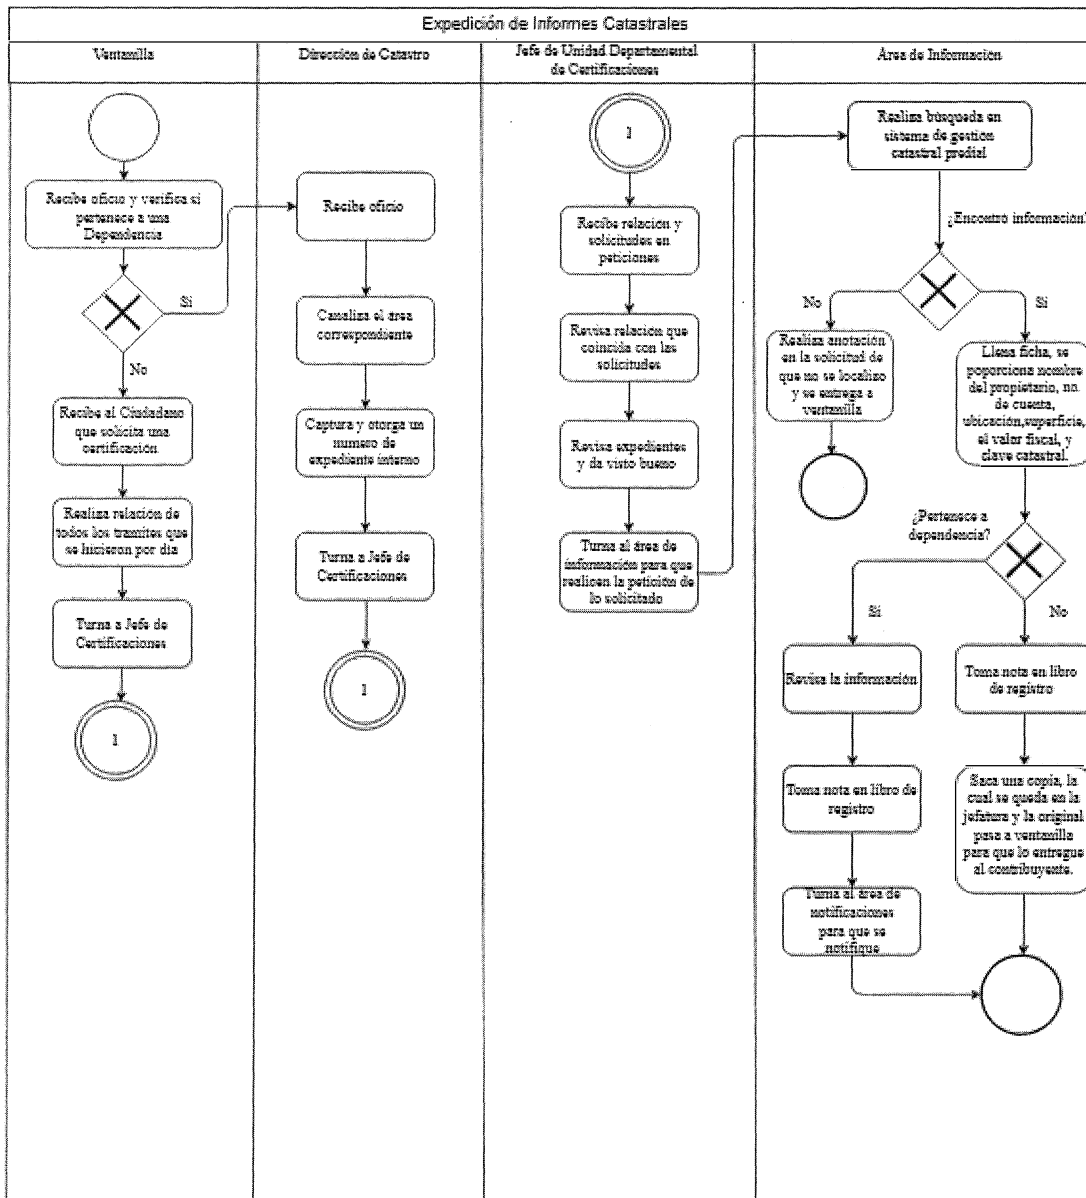 Expedición de Informes Catastrales
Ventanilla
Dirección de Catastro
Jefe de Unidad Departamental
de Certificaciones
Area de Información
Recibe oficio y verifica si
pertenece a una
Dependencia
Si
No
Recibe al Ciudadano
que solicita una
certificación
Realiza relación de
todos los tramites que
se hicieron por dia
Turna a Jefe de
Certificaciones
1
Recibe oficio
Canaliza el área
correspondiente
Captura y otorga un
numero de
expediente interno
Turna a Jefe de
Certificaciones
1
1
Recibe relación y
solicitudes en
peticiones
Revisa relación que
coincida con las
solicitudes
Revisa expedientes
y da visto bueno
Turna al área de
información para que
realicen la petición de
lo solicitado
Realiza búsqueda en
sistema de gestión
catastral predial
¿Encontró información?
No
Si
Realiza anotación
en la solicitud de
que no se localizo
y se entrega a
ventanilla
Llena ficha, se
poporciona nombre
del propietario, no
de cuenta,
ubicación,superficie,
el valor fiscal, y
clave catastral.
¿Pertenece a
dependencia?
Si
No
Revisa la información
Toma nota en libro de
registro
Turna al área de
notificaciones
para que se
notifique
Toma nota en libro
de registro
Saca una copia, la
cual se queda en la
jefatura y la original
pasa a ventanilla
para que lo entregue
al contribuyente.